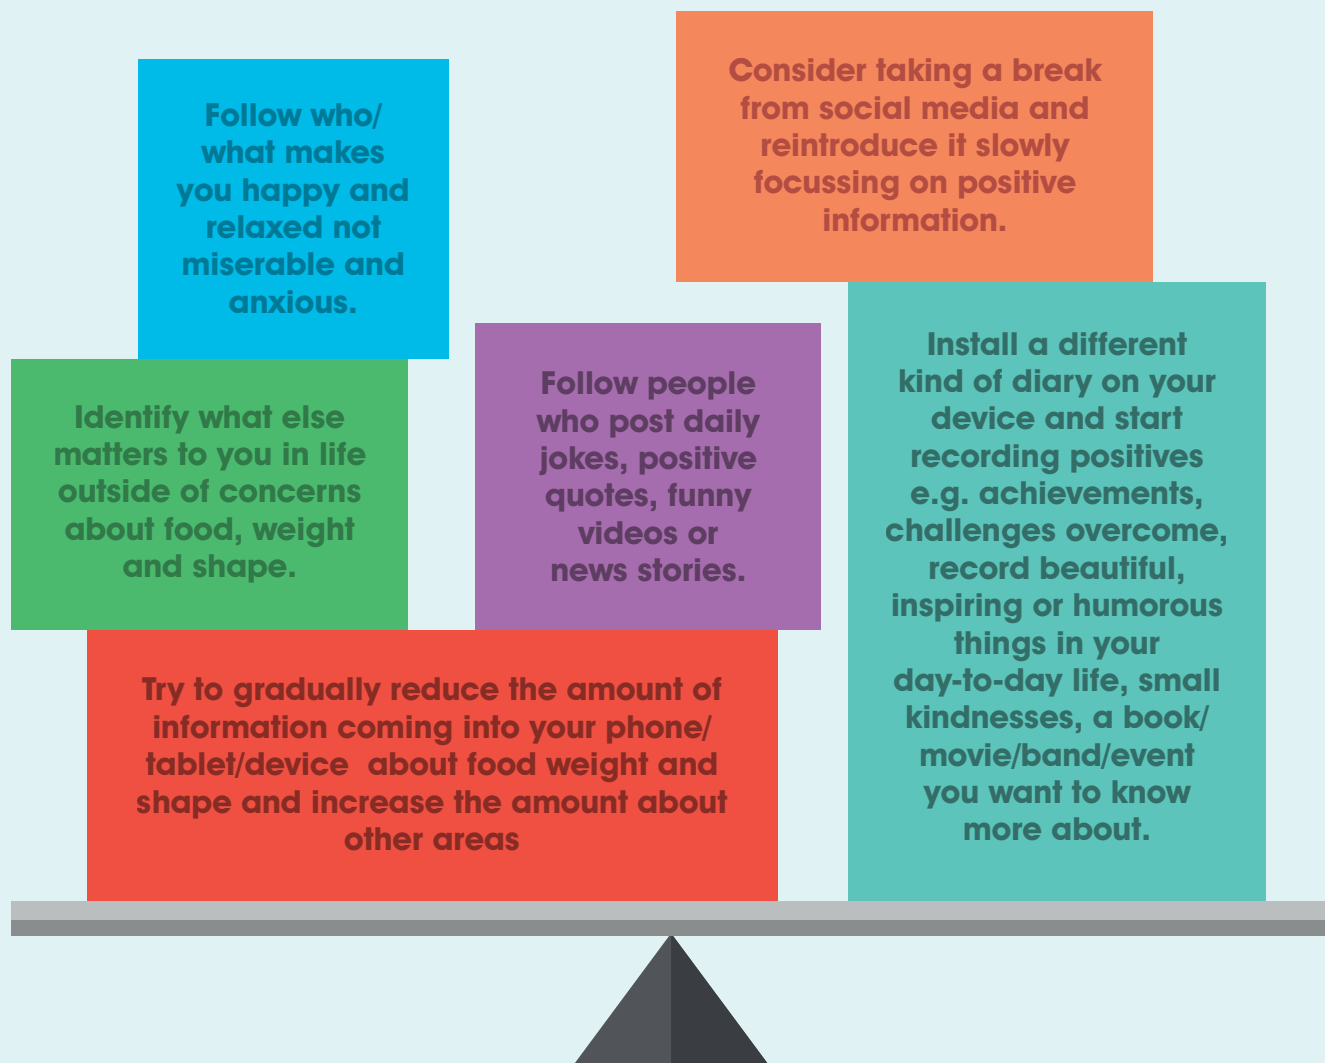 Follow who/
what makes
you happy and
relaxed not
miserable and
anxious.
Consider taking a break
from social media and
reintroduce it slowly
focussing on positive
information.
Identify what else
matters to you in life
outside of concerns
about food, weight
and shape.
Follow people
who post daily
jokes, positive
quotes, funny
videos or
news stories.
Install a different
kind of diary on your
device and start
recording positives
e.g. achievements,
challenges overcome,
record beautiful,
inspiring or humorous
things in your
day-to-day life, small
kindnesses, a book/
movie/band/event
you want to know
more about.
Try to gradually reduce the amount of
information coming into your phone/
tablet/device  about food weight and
shape and increase the amount about
other areas